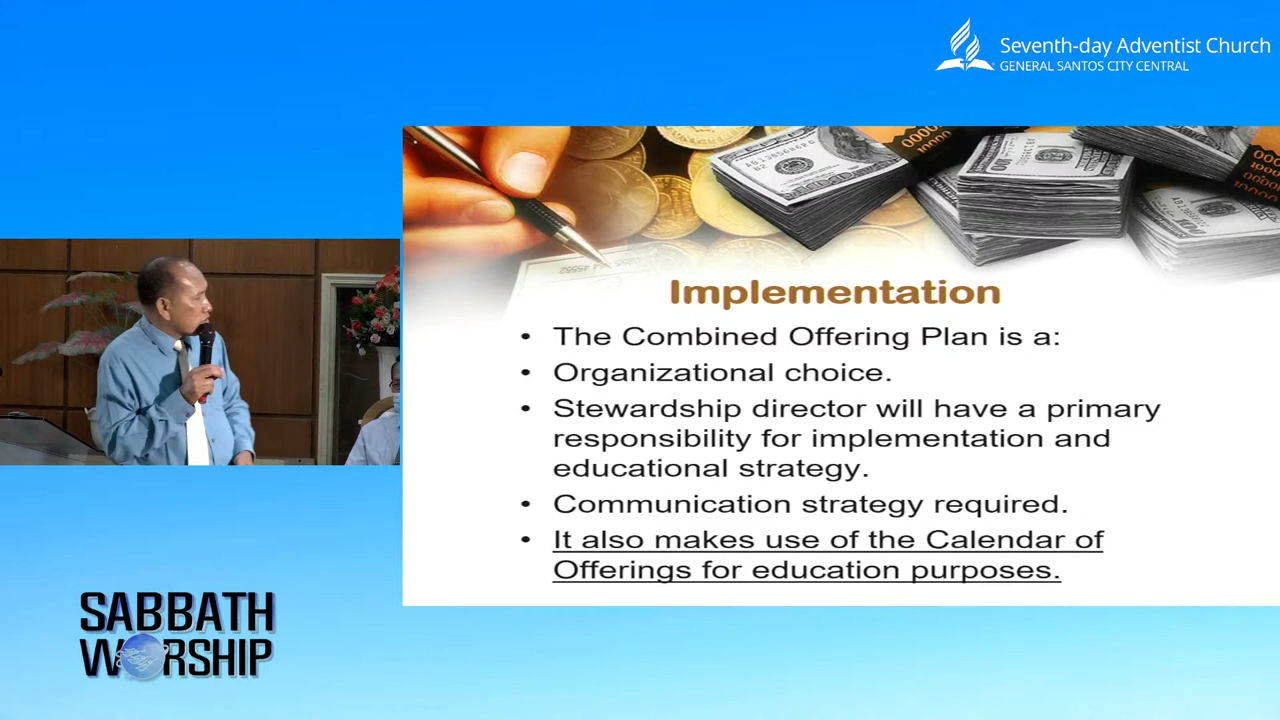 Seventh-day Adventist Church
GENERAL SANTOS CITY CENTRAL
Implementation
• The Combined Offering Plan is a:
• Organizational choice.
• Stewardship director will have a primary
responsibility for implementation and
educational strategy.
• Communication strategy required.
• It also makes use of the Calendar of
Offerings for education purposes.
SABBATH
WORSHIP